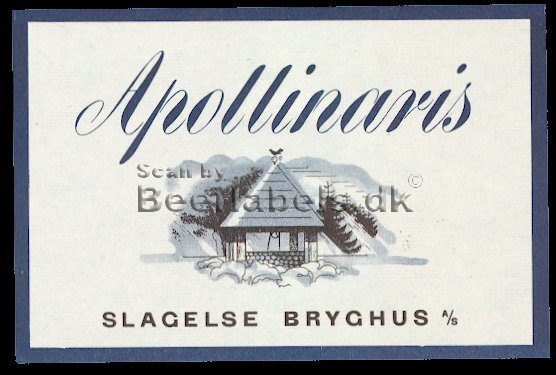 Apollinaris
Scan by
Beerlabels.dk ©
SLAGELSE BRYGHUS A/S